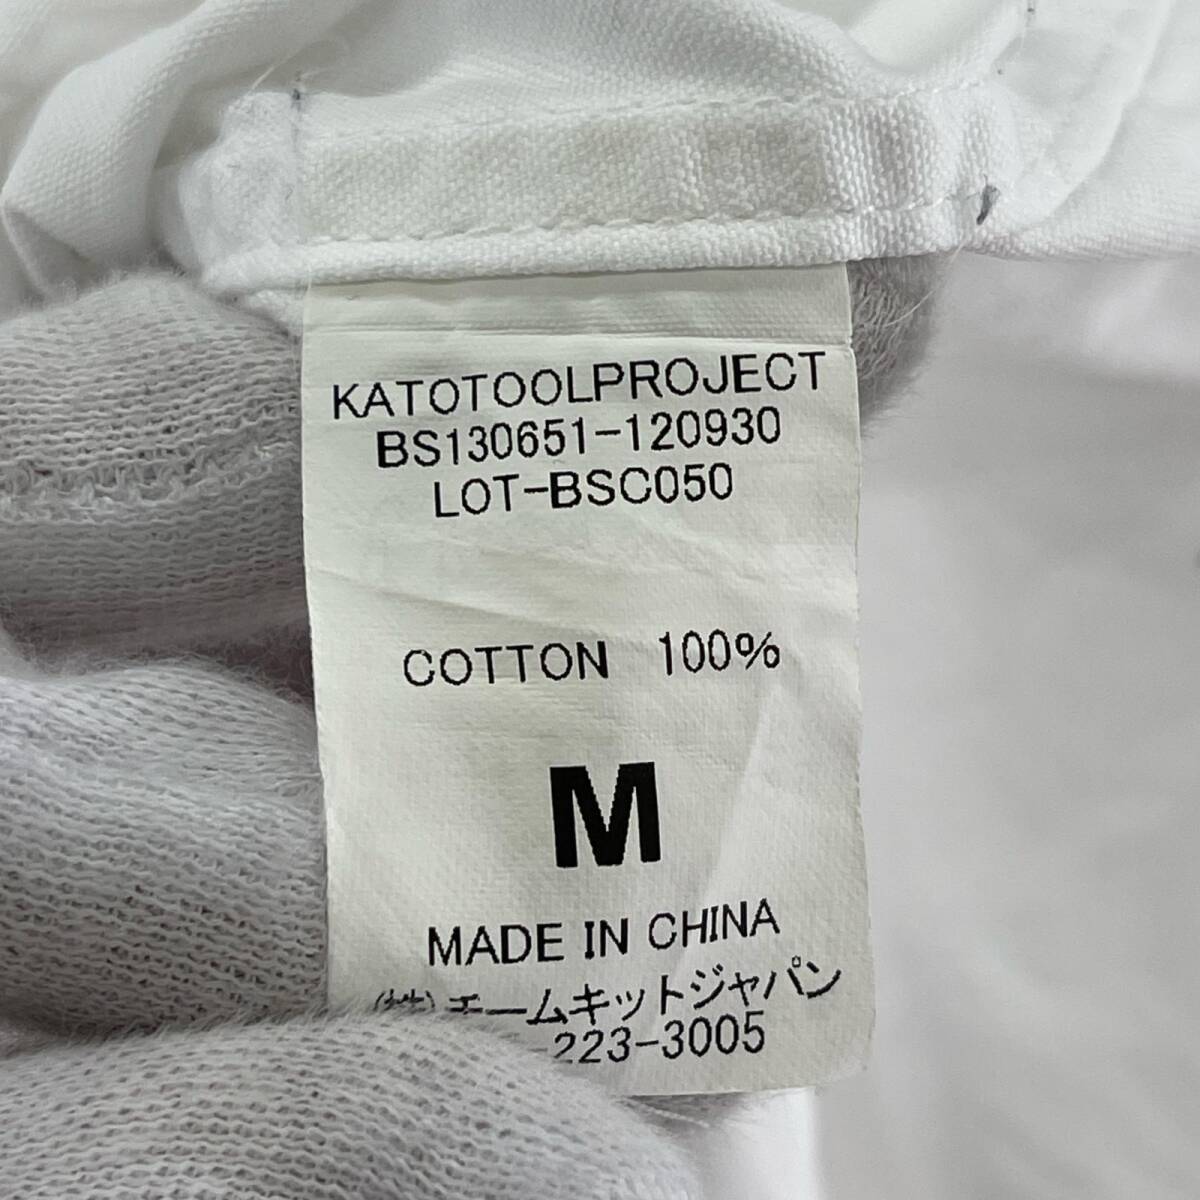 KATOTOOLPROJECT
BS130651-120930
LOT-BSC050
COTTON 100%
M
MADE IN CHINA
(株)エームキットジャパン
-223-3005